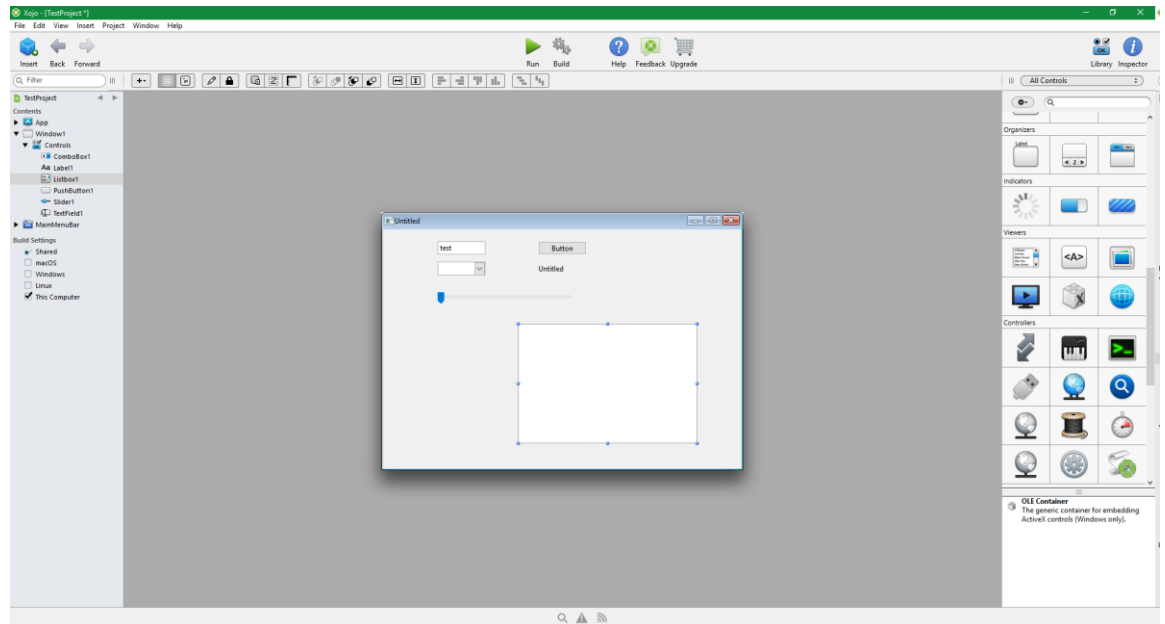 Xojo - [TestProject *]
File Edit View Insert Project Window Help
Insert Back Forward Run Build Help Feedback Upgrade Library Inspector
Filter
All Controls
TestProject
Contents
App
Window1
Controls
ComboBox1
Aa Label1
Listbox1
PushButton1
Slider1
TextField1
MainMenuBar
Build Settings
Shared
macOS
Windows
Linux
This Computer
Untitled
test Button
Untitled
Organizers
Label
2
Indicators
Viewers
<A>
Controllers
OLE Container
The generic container for embedding
ActiveX controls (Windows only).